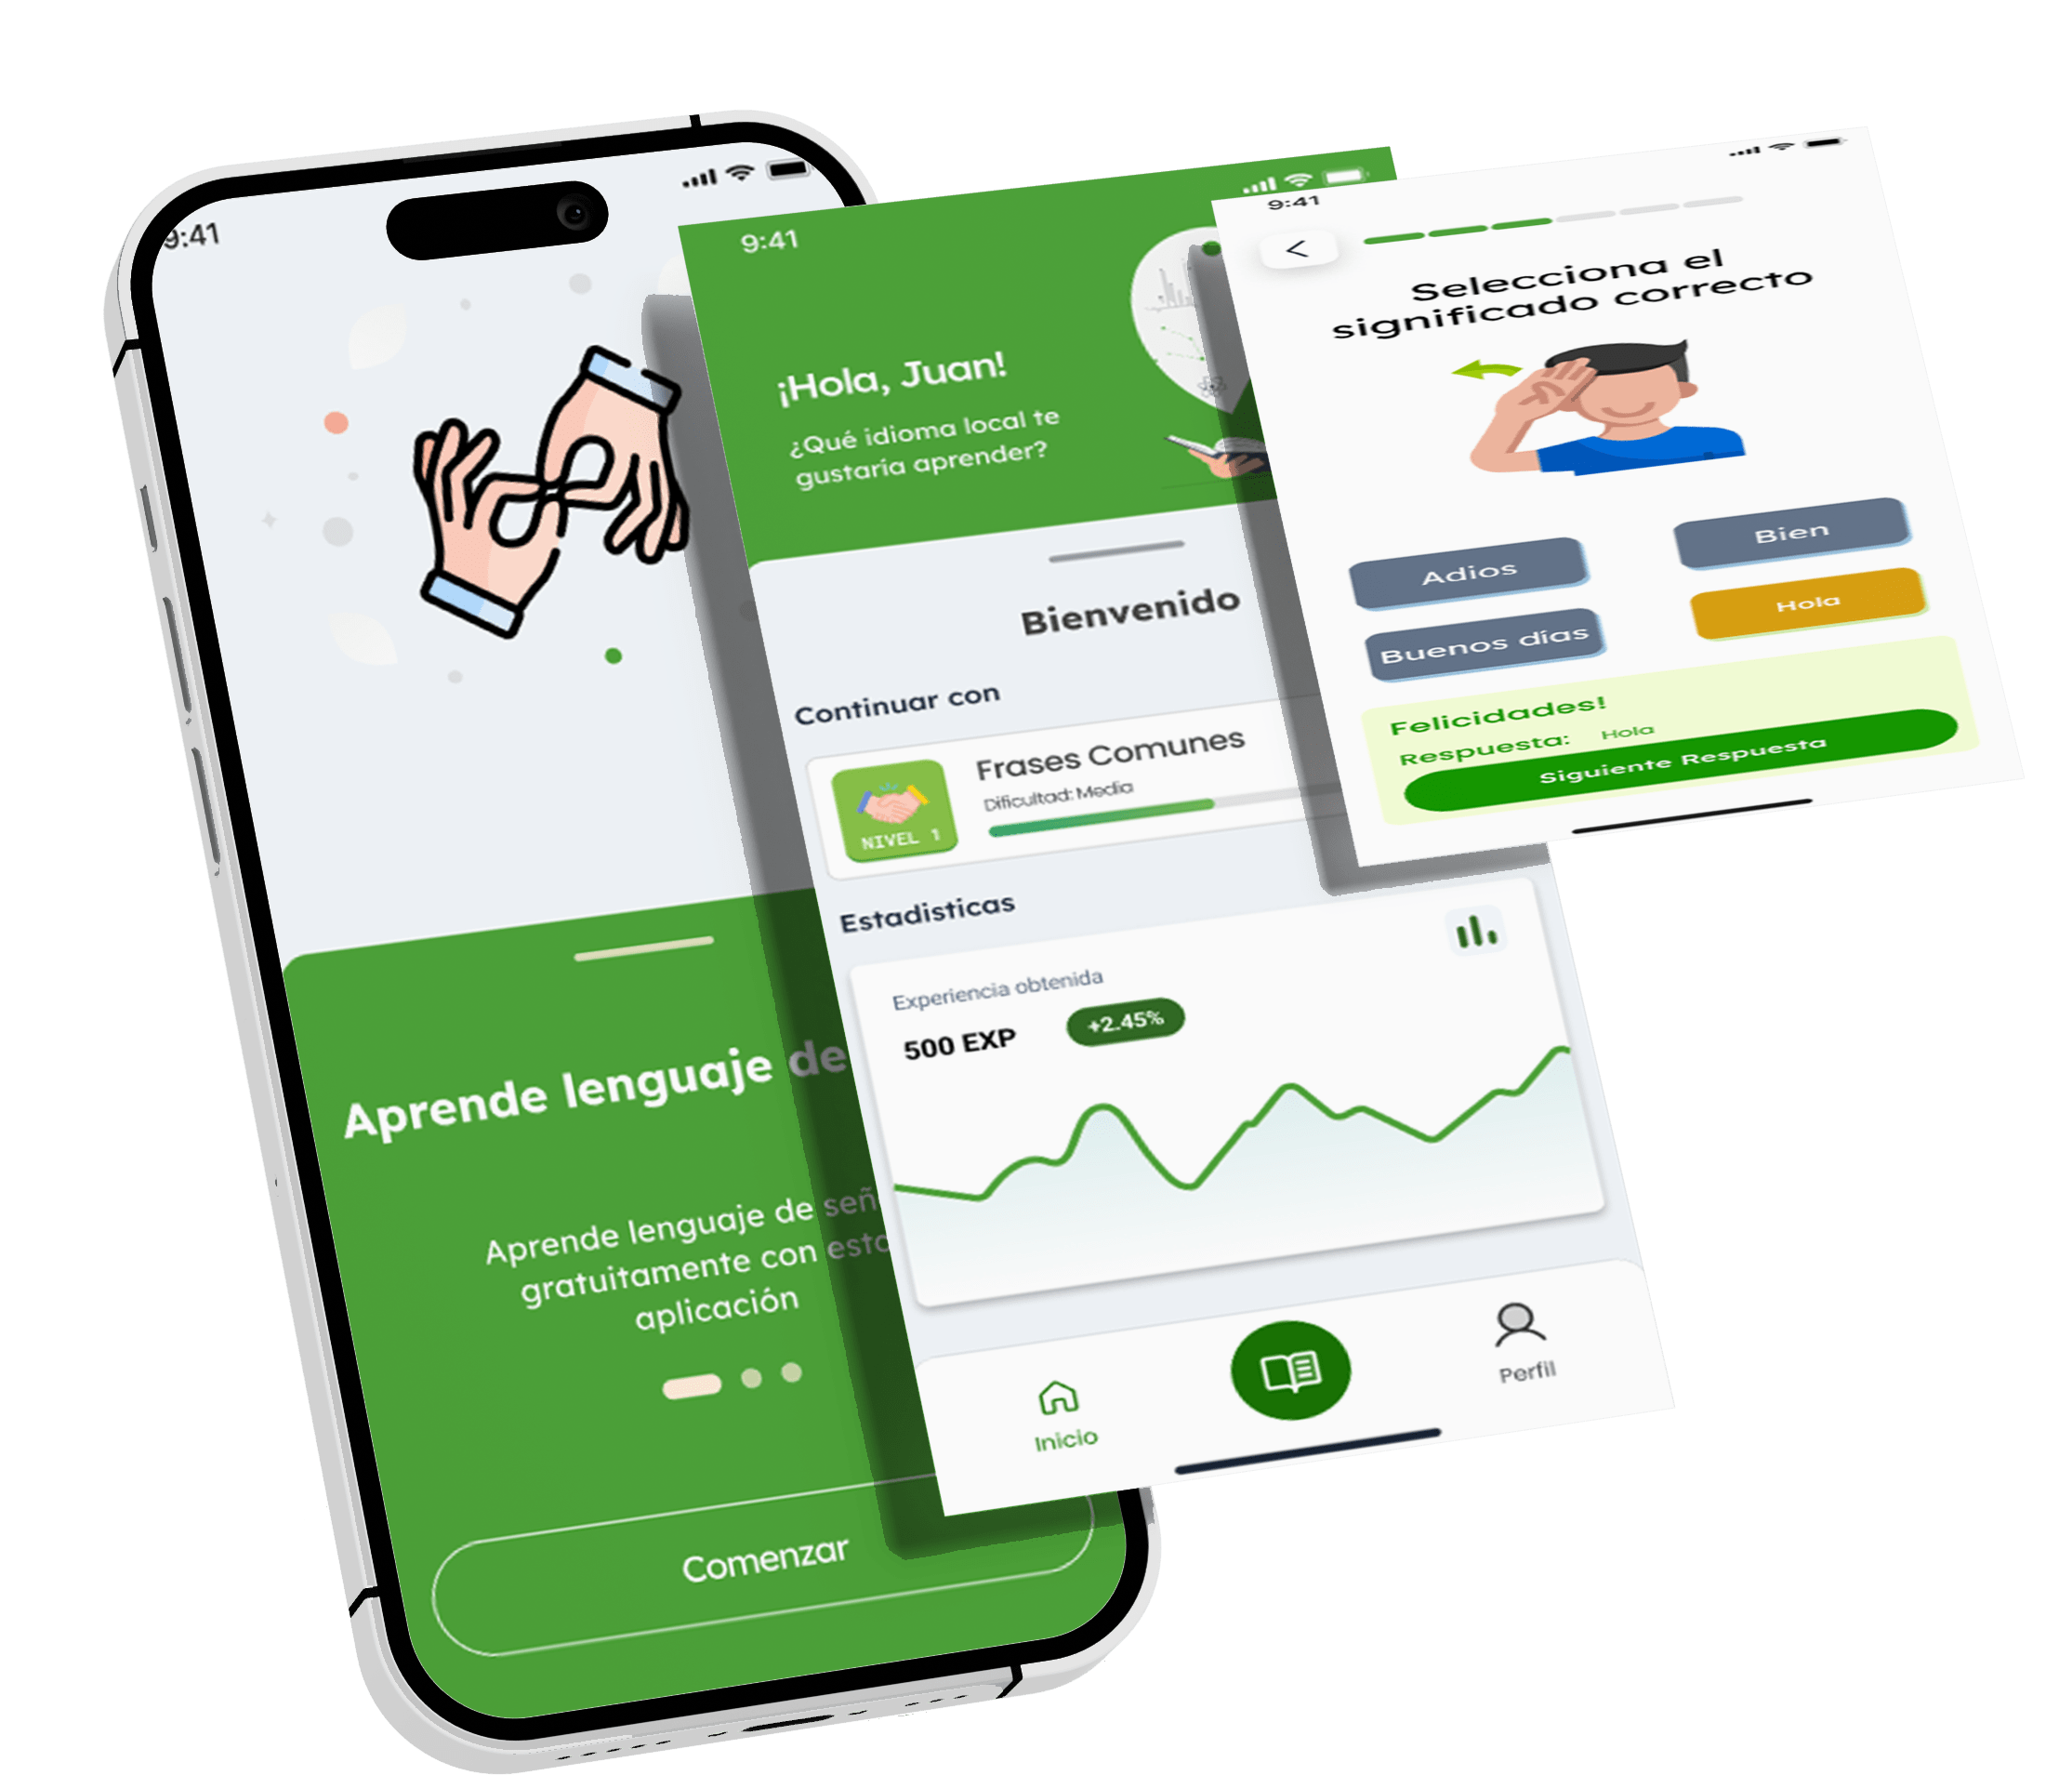 9:41
Aprende lenguaje de
Aprende lenguaje de
gratuitamente con
aplicación
Comenzar
9:41
¡Hola, Juan!
¿Qué idioma local te
gustaría aprender?
Bienvenido
Continuar con
Frases Comunes
Dificultad: Media
NIVEL 1
Estadisticas
Experiencia obtenida
500 EXP
+2.45%
Inicio
Perfil
9:41
Selecciona el
significado correcto
Adios
Bien
Buenos días
Hola
Felicidades!
Respuesta: Hola
Siguiente Respuesta